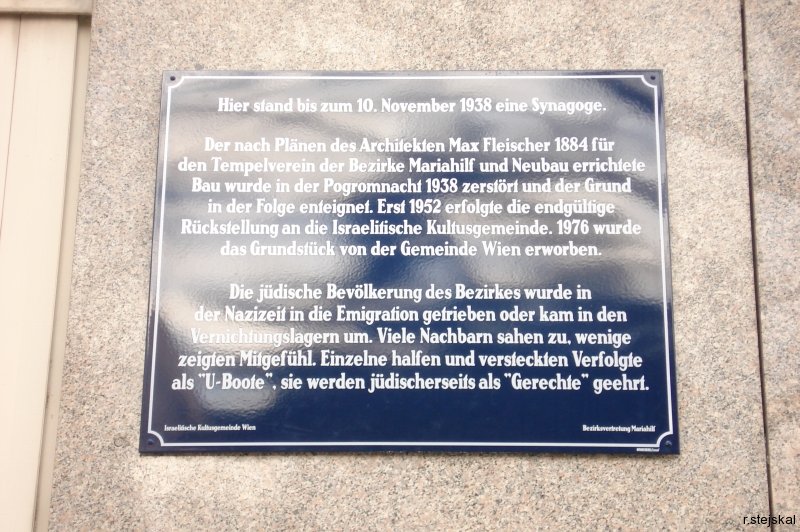 Hier stand bis zum 10. November 1938 eine Synagoge.
Der nach Plänen des Architekten Max Fleischer 1884 für
den Tempelverein der Bezirke Mariahilf und Neubau errichtete
Bau wurde in der Pogromnacht 1938 zerstört und der Grund
in der Folge enteignet. Erst 1952 erfolgte die endgültige
Rückstellung an die Israelitische Kultusgemeinde. 1976 wurde
das Grundstück von der Gemeinde Wien erworben.
Die jüdische Bevölkerung des Bezirkes wurde in
der Nazizeit in die Emigration getrieben oder kam in den
Vernichtungslagern um. Viele Nachbarn sahen zu, wenige
zeigten Mitgefühl. Einzelne halfen und versteckten Verfolgte
als "U-Boote", sie werden jüdischerseits als "Gerechte" geehrt.
Israelitische Kultusgemeinde Wien
Bezirksvertretung Mariahilf
r.stejskal